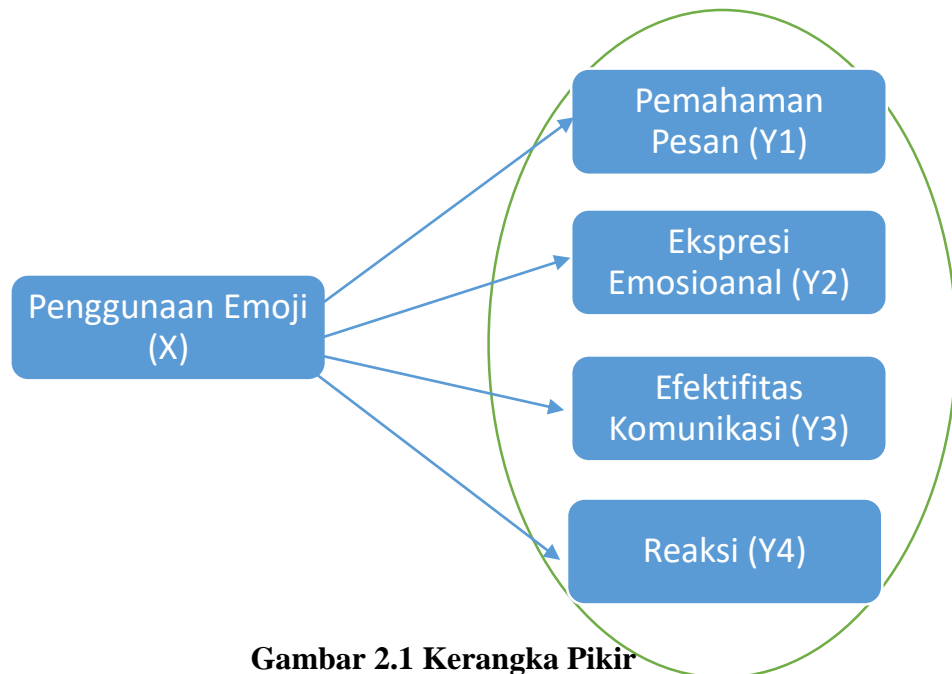 Pemahaman
Pesan (Y1)
Ekspresi
Emosioanal (Y2)
Penggunaan Emoji
(X)
Efektifitas
Komunikasi (Y3)
Reaksi (Y4)
Gambar 2.1 Kerangka Pikir